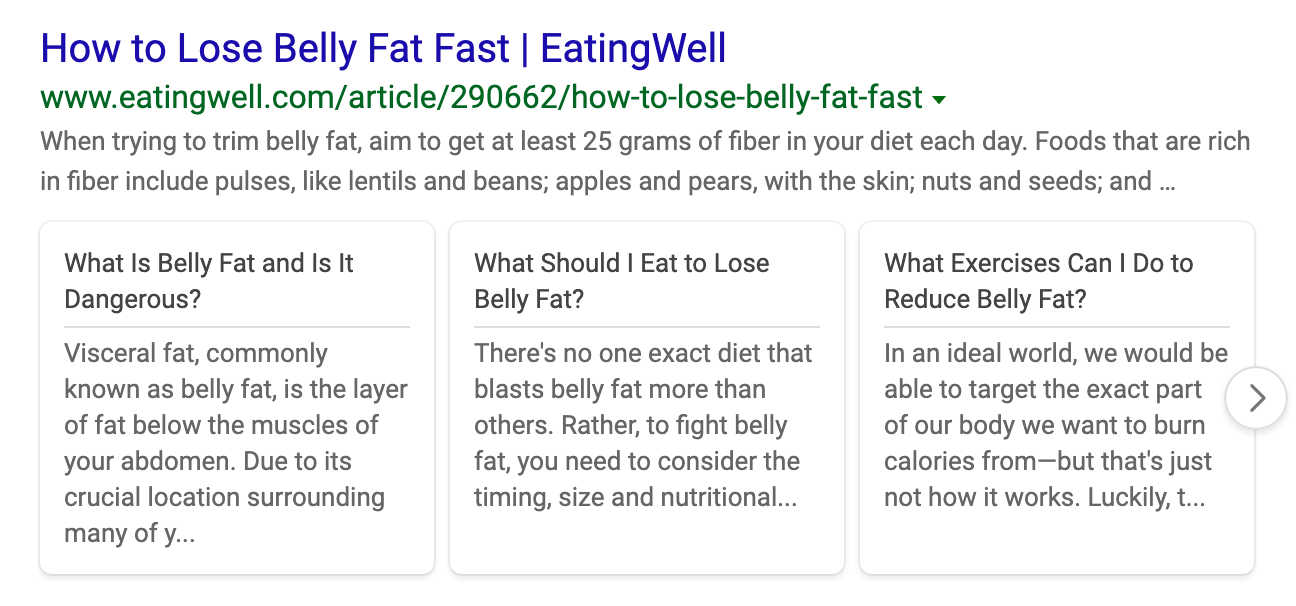 How to Lose Belly Fat Fast | EatingWell
www.eatingwell.com/article/290662/how-to-lose-belly-fat-fast
When trying to trim belly fat, aim to get at least 25 grams of fiber in your diet each day. Foods that are rich
in fiber include pulses, like lentils and beans; apples and pears, with the skin; nuts and seeds; and ...
What Is Belly Fat and Is It
Dangerous?
Visceral fat, commonly
known as belly fat, is the layer
of fat below the muscles of
your abdomen. Due to its
crucial location surrounding
many of y...
What Should I Eat to Lose
Belly Fat?
There's no one exact diet that
blasts belly fat more than
others. Rather, to fight belly
fat, you need to consider the
timing, size and nutritional...
What Exercises Can I Do to
Reduce Belly Fat?
In an ideal world, we would be
able to target the exact part
of our body we want to burn
calories from—but that's just
not how it works. Luckily, t...